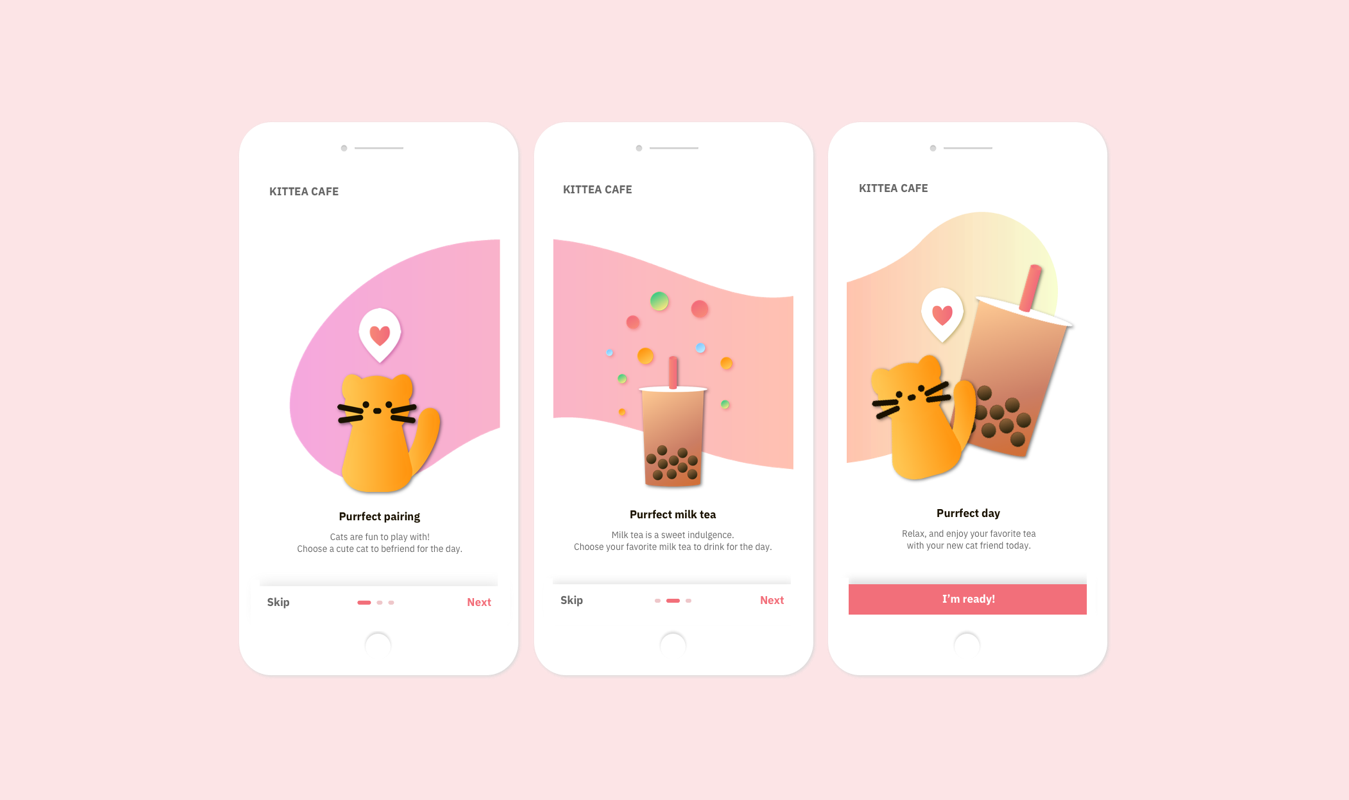 KITTEA CAFE
Purrfect pairing
Cats are fun to play with!
Choose a cute cat to befriend for the day.
Skip
Next
KITTEA CAFE
Purrfect milk tea
Milk tea is a sweet indulgence.
Choose your favorite milk tea to drink for the day.
Skip
Next
KITTEA CAFE
Purrfect day
Relax, and enjoy your favorite tea
with your new cat friend today.
I'm ready!